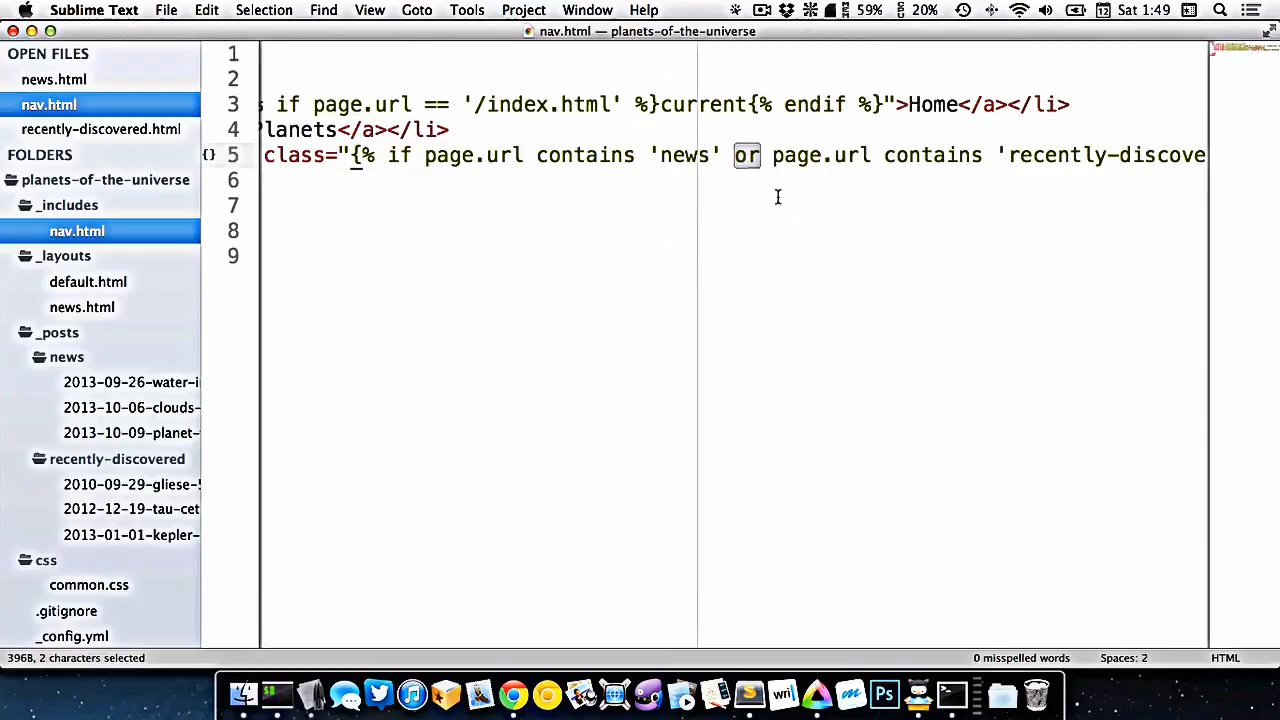 Sublime Text File Edit Selection Find View Goto Tools Project Window Help 59% 20% 12 Sat 1:49
nav.html — planets-of-the-universe
OPEN FILES
news.html
nav.html
recently-discovered.html
FOLDERS
planets-of-the-universe
_includes
nav.html
_layouts
default.html
news.html
_posts
news
2013-09-26-water-i
2013-10-06-clouds-
2013-10-09-planet-
recently-discovered
2010-09-29-gliese-5
2012-12-19-tau-cet
2013-01-01-kepler-
css
common.css
.gitignore
_config.yml
1
2
3 s if page.url == '/index.html' %}current{% endif %}">Home</a></li>
4 Planets</a></li>
{} 5 class="{% if page.url contains 'news' or page.url contains 'recently-discove
6
7
8
9
396B, 2 characters selected 0 misspelled words Spaces: 2 HTML
wri Ps